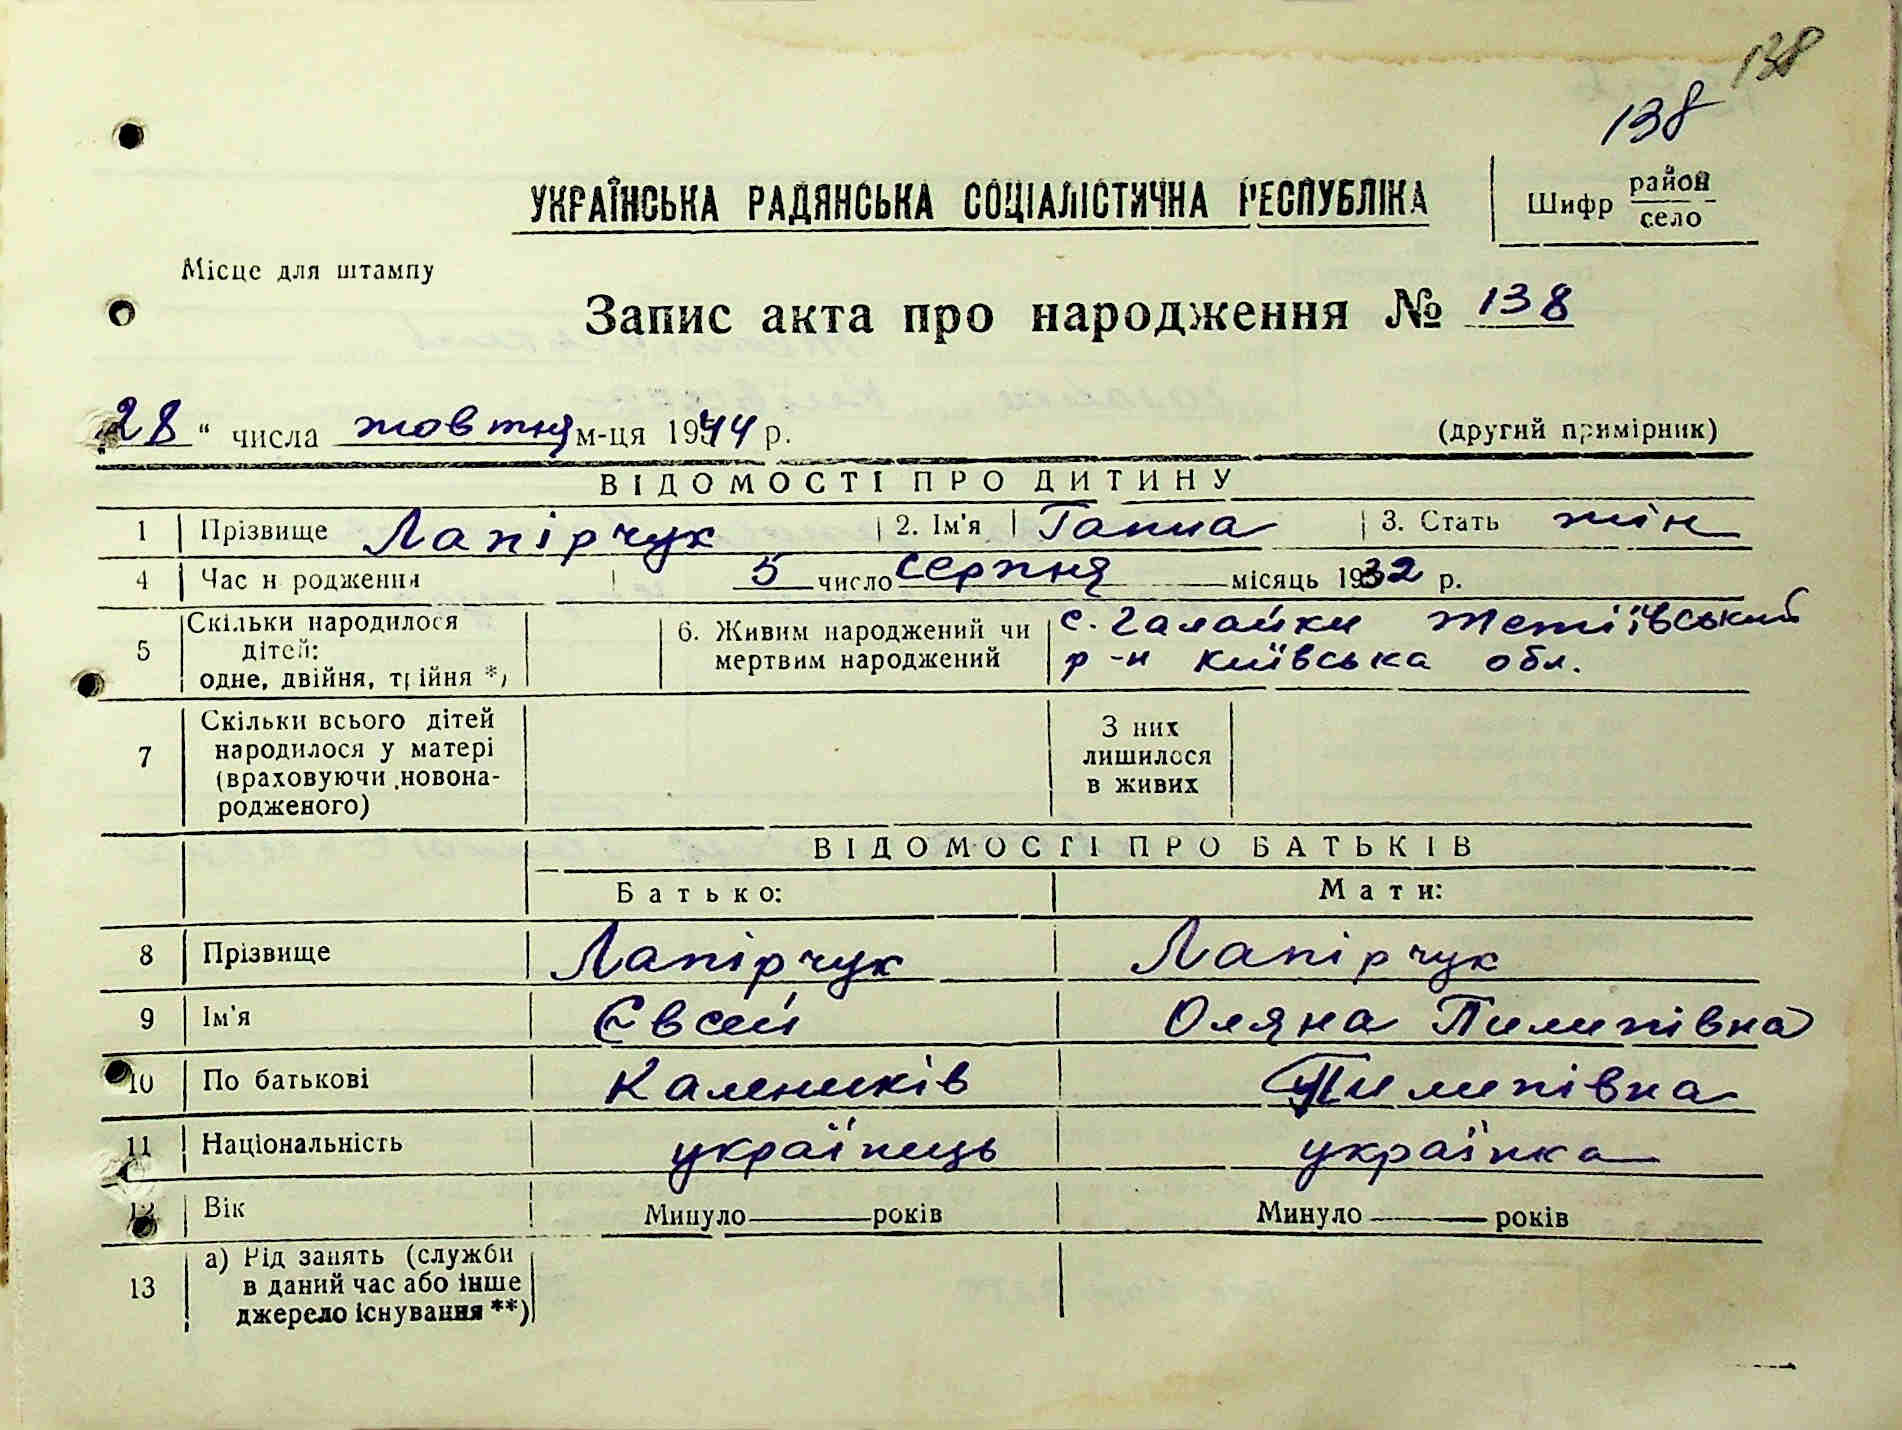 138
138
УКРАЇНСЬКА РАДЯНСЬКА СОЦІАЛІСТИЧНА РЕСПУБЛІКА
Шифр район
село
Місце для штампу
Запис акта про народження № 138
28 " числа жовтня м-ця 1944 р.
(другий примірник)
ВІДОМОСТІ ПРО ДИТИНУ
1 Прізвище Лапірчук 2. Ім'я Ганна 3. Стать жін
4 Час н родження 5 число серпня місяць 1932 р.
5 Скільки народилося дітей: одне, двійня, трійня *)
6. Живим народжений чи мертвим народжений
с. Галайки Тетіївський
р-н Київська обл.
7 Скільки всього дітей
народилося у матері
(враховуючи новона-
родженого)
З них
лишилося
в живих
ВІДОМОСТІ ПРО БАТЬКІВ
Батько: Мати:
8 Прізвище Лапірчук Лапірчук
9 Ім'я Євсей Оляна Пилипівна
10 По батькові Калеників Пилипівна
11 Національність українець українка
12 Вік Минуло років Минуло років
13 а) Рід занять (служби
в даний час або інше
джерело існування **)